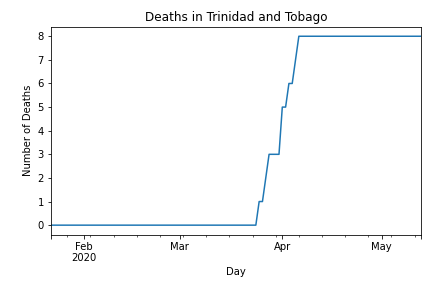 Deaths in Trinidad and Tobago
Number of Deaths
8
7
6
5
4
3
2
1
0
Feb
2020
Mar
Apr
May
Day